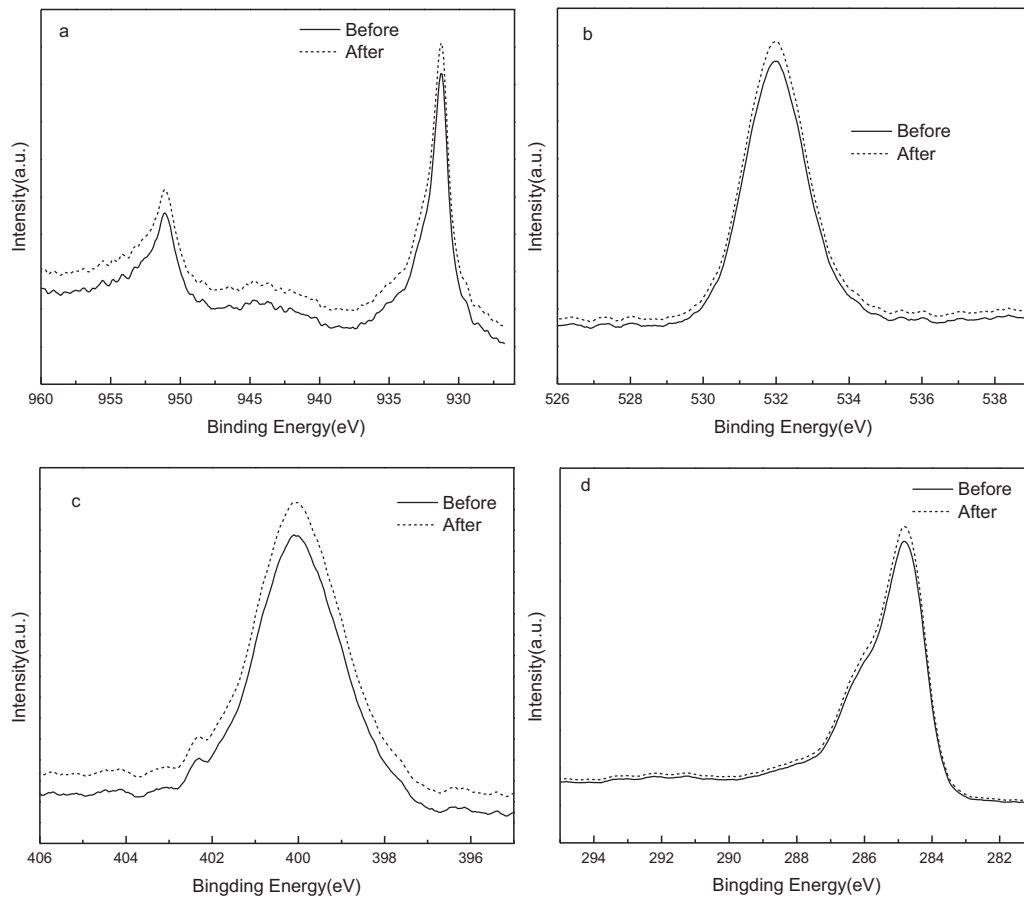 a
Before
After
Intensity(a.u.)
960 955 950 945 940 935 930
Binding Energy(eV)
b
Before
After
Intensity(a.u.)
526 528 530 532 534 536 538
Binding Energy(eV)
c
Before
After
Intensity(a.u.)
406 404 402 400 398 396
Bingding Energy(eV)
d
Before
After
Intensity(a.u.)
294 292 290 288 286 284 282
Bingding Energy(eV)